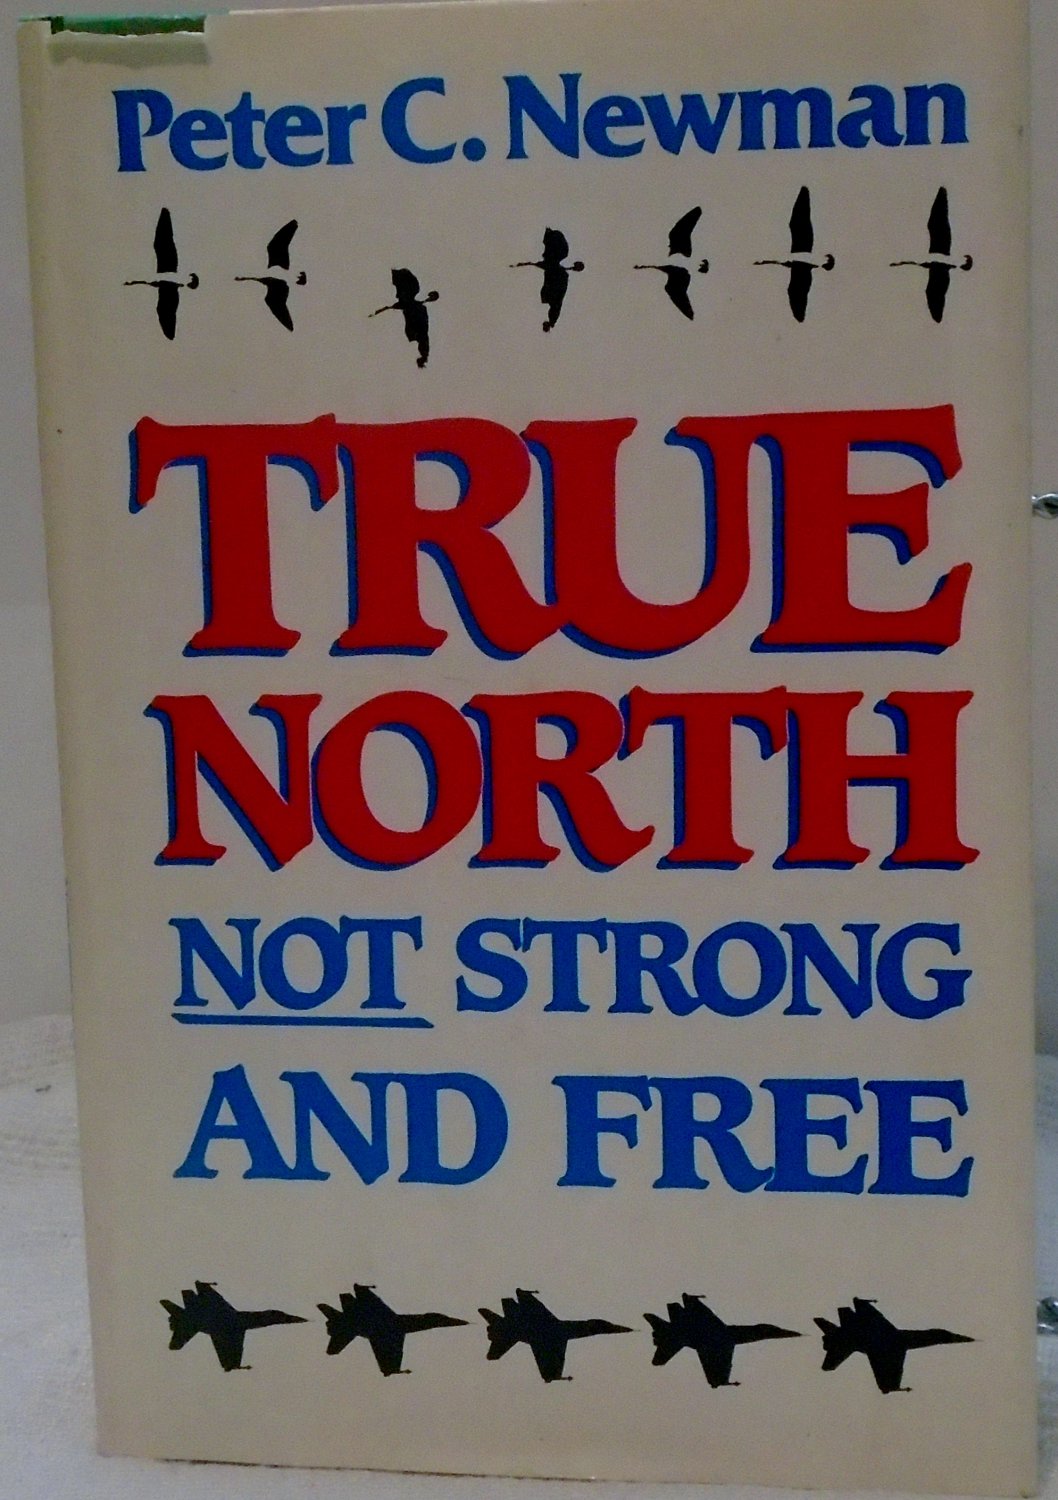 Peter C. Newman
TRUE
NORTH
NOT STRONG
AND FREE